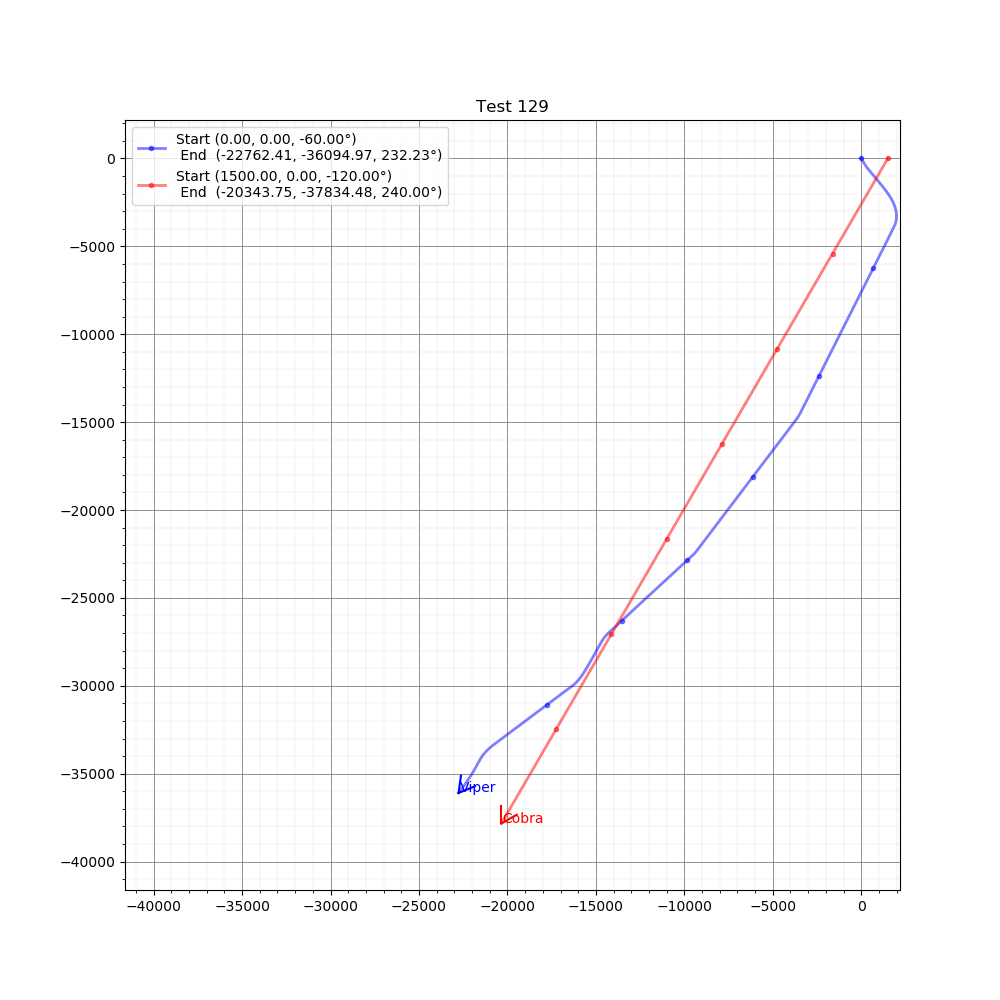 Test 129
Start (0.00, 0.00, -60.00°)
End (-22762.41, -36094.97, 232.23°)
Start (1500.00, 0.00, -120.00°)
End (-20343.75, -37834.48, 240.00°)
0
−5000
−10000
−15000
−20000
−25000
−30000
−35000
−40000
Viper
Cobra
−40000 −35000 −30000 −25000 −20000 −15000 −10000 −5000 0